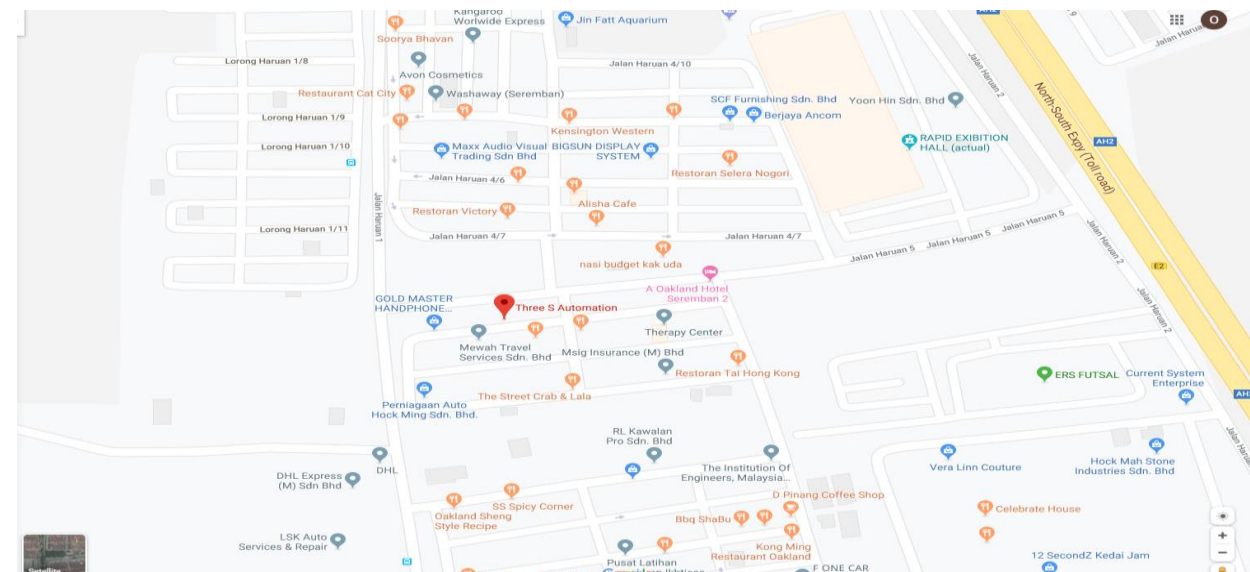 Kangaroo
Worlwide Express
Jin Fatt Aquarium
AH2
O
Jalan Haruan
Soorya Bhavan
Lorong Haruan 1/8
Jalan Haruan 4/10
Jalan Haruan 2
Avon Cosmetics
Restaurant Cat City
Washaway (Seremban)
SCF Furnishing Sdn. Bhd
Yoon Hin Sdn. Bhd
North-South Expy (Toll road)
Lorong Haruan 1/9
Berjaya Ancom
Kensington Western
RAPID EXIBITION
HALL (actual)
AH2
Lorong Haruan 1/10
Maxx Audio Visual
Trading Sdn Bhd
BIGSUN DISPLAY
SYSTEM
Restoran Selera Nogori
Jalan Haruan 4/6
Alisha Cafe
Restoran Victory
Jalan Haruan 1
Lorong Haruan 1/11
Jalan Haruan 4/7
Jalan Haruan 4/7
Jalan Haruan 5
Jalan Haruan 5
Jalan Haruan 5
Jalan Haruan 2
nasi budget kak uda
E2
A Oakland Hotel
Seremban 2
GOLD MASTER
HANDPHONE...
Three S Automation
Jalan Haruan 2
Therapy Center
Mewah Travel
Services Sdn. Bhd
Msig Insurance (M) Bhd
Restoran Tai Hong Kong
ERS FUTSAL
Current System
Enterprise
AH
The Street Crab & Lala
Perniagaan Auto
Hock Ming Sdn. Bhd.
RL Kawalan
Pro Sdn. Bhd
Jalan Haru
DHL
DHL Express
(M) Sdn Bhd
The Institution Of
Engineers, Malaysia...
Vera Linn Couture
Hock Mah Stone
Industries Sdn. Bhd
SS Spicy Corner
Oakland Sheng
Style Recipe
D Pinang Coffee Shop
Bbq ShaBu
Celebrate House
LSK Auto
Services & Repair
Kong Ming
Restaurant Oakland
12 SecondZ Kedai Jam
Pusat Latihan
F ONE CAR
Satellite